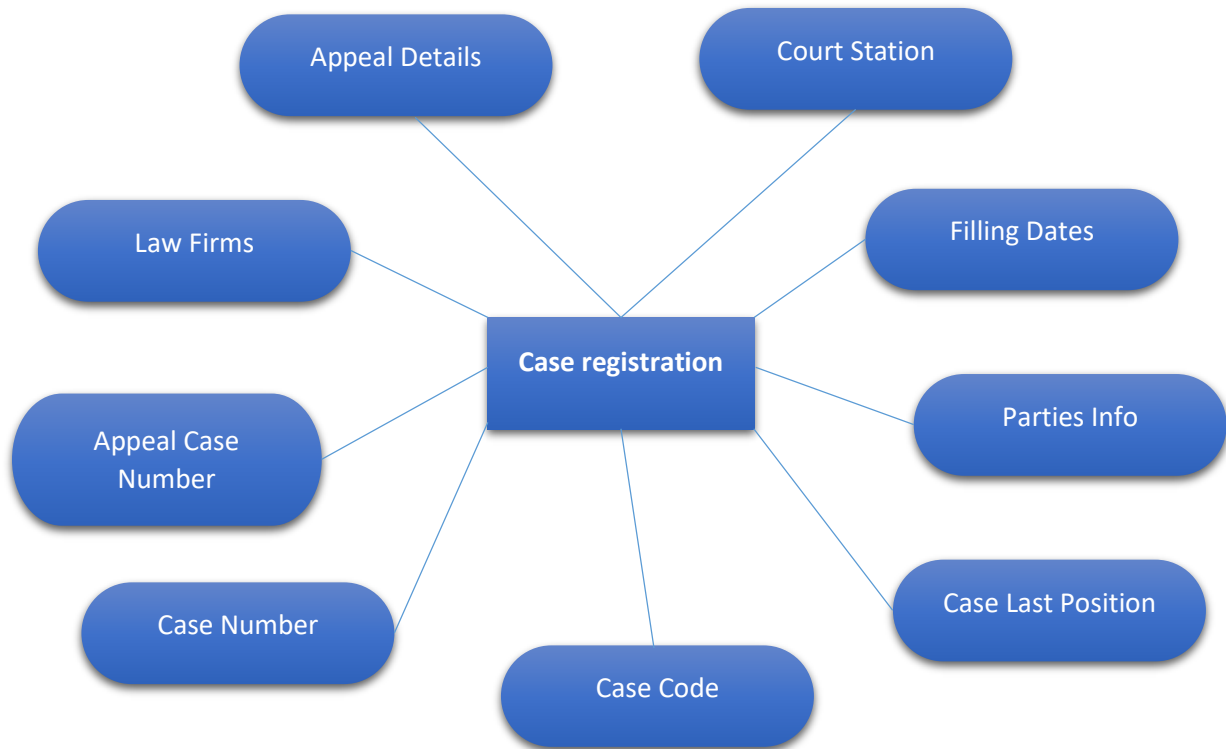 Appeal Details
Court Station
Law Firms
Filling Dates
Case registration
Parties Info
Appeal Case
Number
Case Last Position
Case Number
Case Code